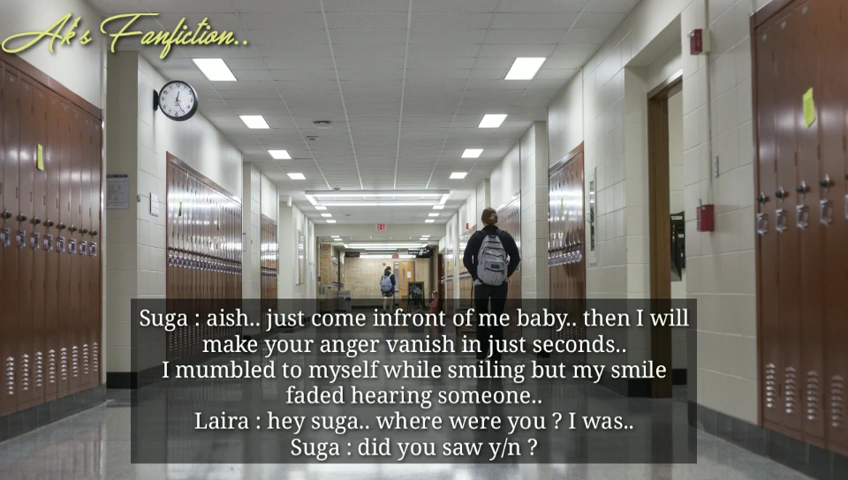 Ak's Fanfiction..
Suga : aish.. just come infront of me baby.. then I will
make your anger vanish in just seconds..
I mumbled to myself while smiling but my smile
faded hearing someone..
Laira : hey suga.. where were you ? I was..
Suga : did you saw y/n ?